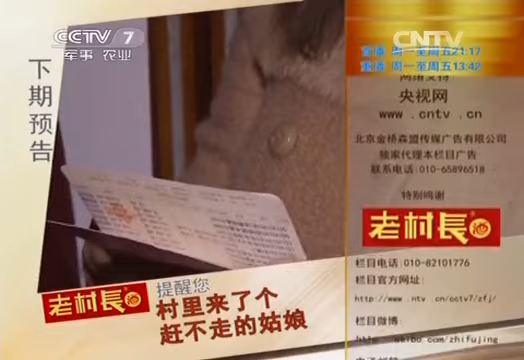 CCTV 7
军事 农业
CNTV
首播 周一至周五21:17
重播 周一至周五13:42
下期预告
网络支持
央视网
www.cntv.cn
北京金桥森盟传媒广告有限公司
独家代理本栏目广告
联系电话:010-65896518
特别鸣谢
老村長
酒
栏目电话:010-82101776
栏目官方网址:
http://www.ntv.cn/cctv7/zfj/
栏目微博:
http://weibo.com/zhifujing
老村長
酒
提醒您
村里来了个
赶不走的姑娘